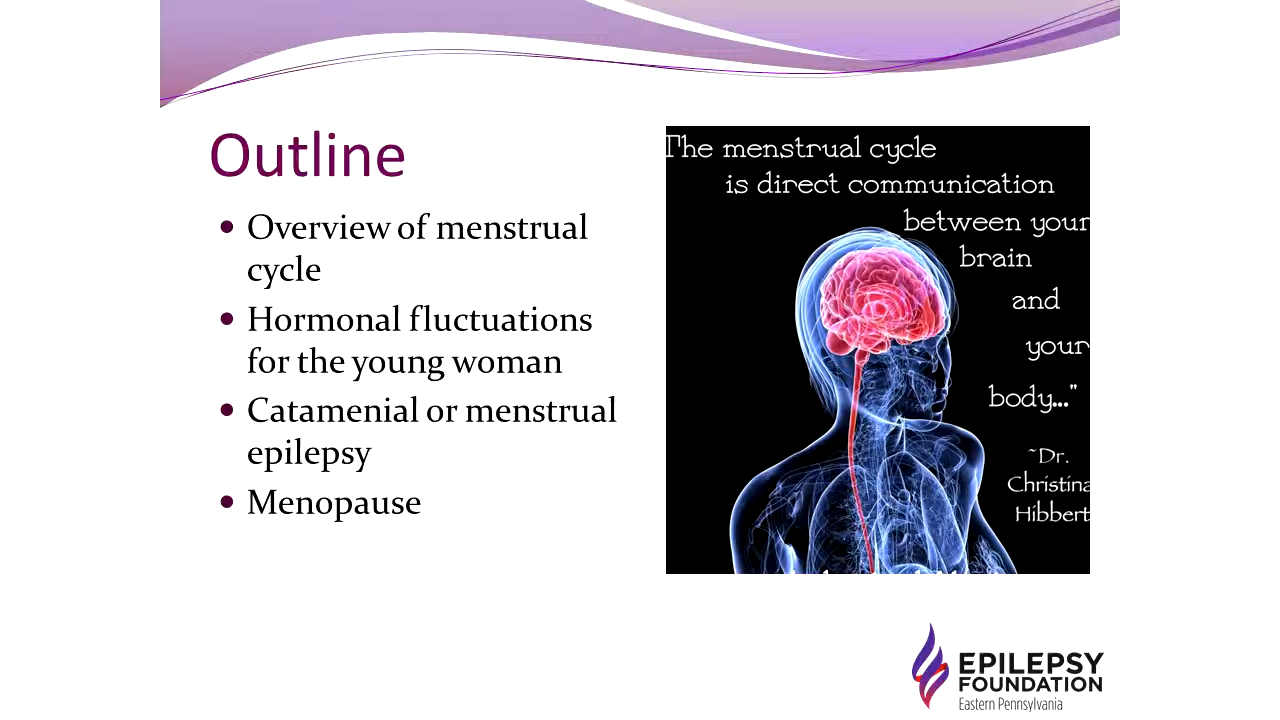 Outline
• Overview of menstrual
cycle
• Hormonal fluctuations
for the young woman
• Catamenial or menstrual
epilepsy
• Menopause
The menstrual cycle
is direct communication
between your
brain
and
your
body..."
~Dr.
Christina
Hibbert
EPILEPSY
FOUNDATION
Eastern Pennsylvania